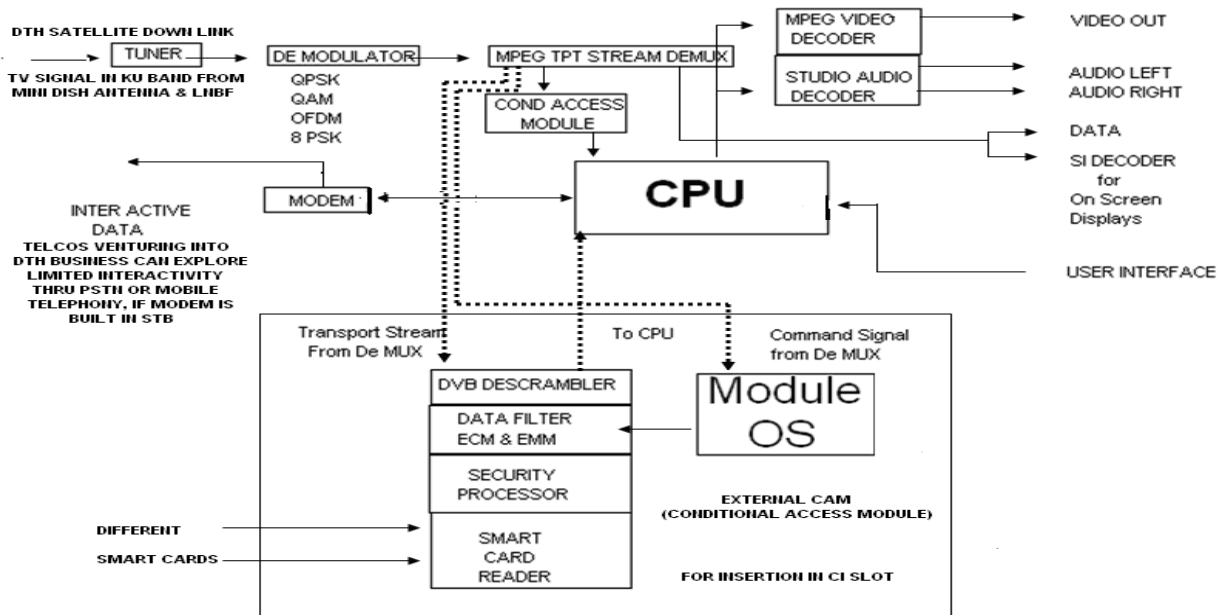 DTH SATELLITE DOWN LINK
TUNER
TV SIGNAL IN KU BAND FROM
MINI DISH ANTENNA & LNBF
DE MODULATOR
QPSK
QAM
OFDM
8 PSK
MPEG TPT STREAM DEMUX
COND ACCESS
MODULE
MPEG VIDEO
DECODER
STUDIO AUDIO
DECODER
VIDEO OUT
AUDIO LEFT
AUDIO RIGHT
DATA
SI DECODER
for
On Screen
Displays
USER INTERFACE
CPU
MODEM
INTER ACTIVE
DATA
TELCOS VENTURING INTO
DTH BUSINESS CAN EXPLORE
LIMITED INTERACTIVITY
THRU PSTN OR MOBILE
TELEPHONY, IF MODEM IS
BUILT IN STB
Transport Stream
From De MUX
To CPU
Command Signal
from De MUX
DVB DESCRAMBLER
DATA FILTER
ECM & EMM
SECURITY
PROCESSOR
SMART
CARD
READER
Module
OS
DIFFERENT
SMART CARDS
EXTERNAL CAM
(CONDITIONAL ACCESS MODULE)
FOR INSERTION IN CI SLOT